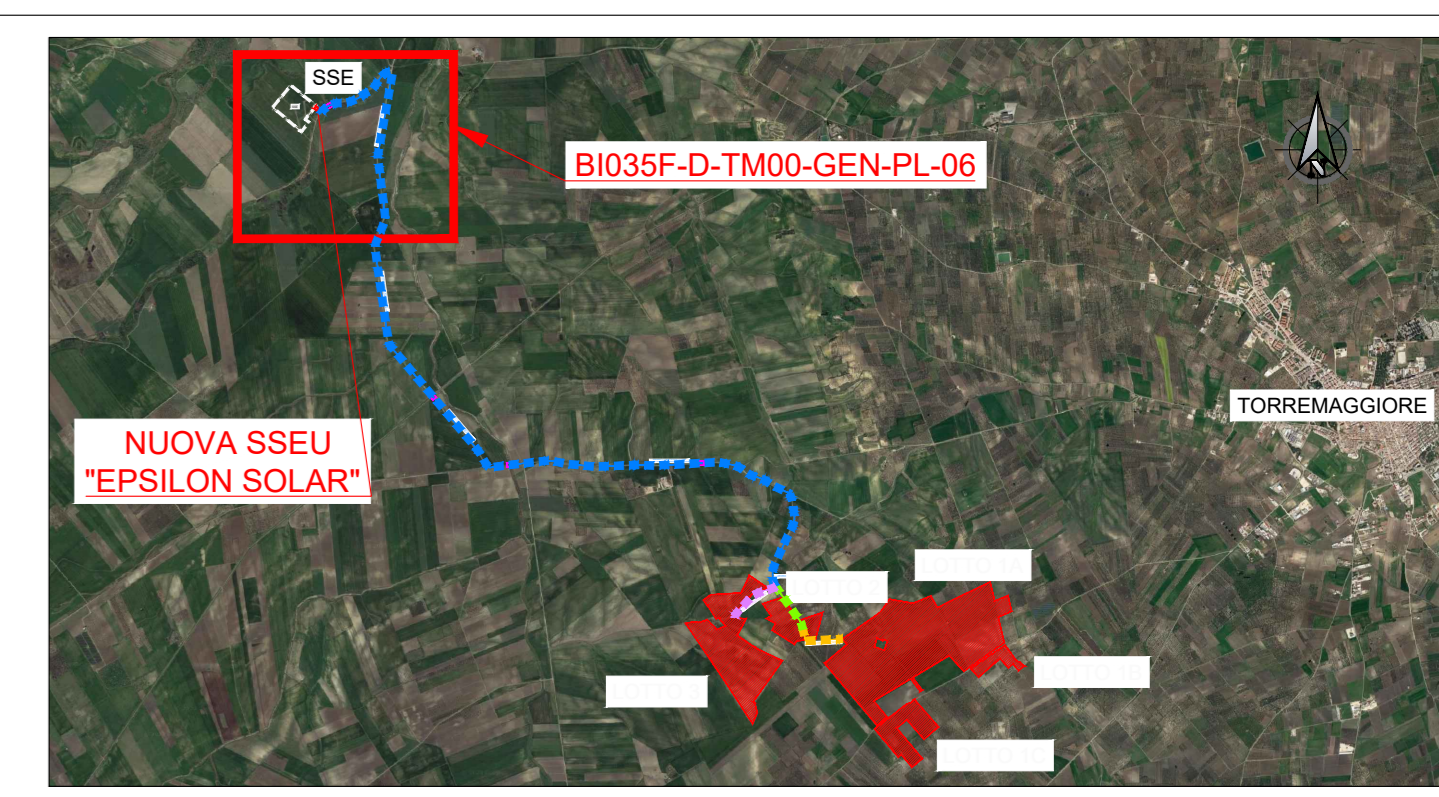 SSE
BI035F-D-TM00-GEN-PL-06
TORREMAGGIORE
NUOVA SSEU
"EPSILON SOLAR"
LOTTO 1A
LOTTO 2
LOTTO 1B
LOTTO 3
LOTTO 1C